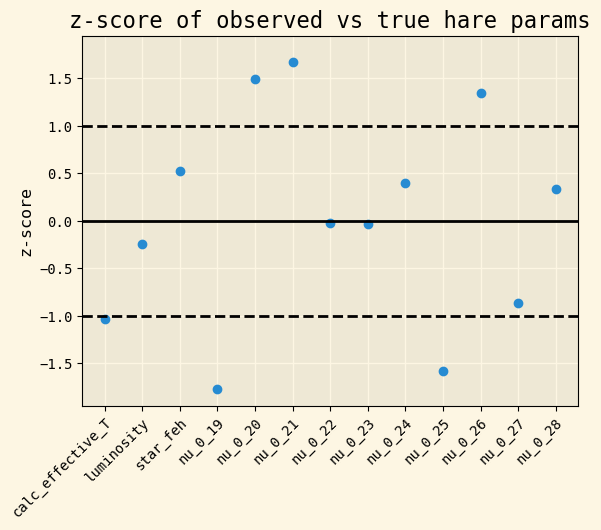 z-score of observed vs true hare params
z-score
1.5
1.0
0.5
0.0
−0.5
−1.0
−1.5
calc_effective_T
luminosity
star_feh
nu_0_19
nu_0_20
nu_0_21
nu_0_22
nu_0_23
nu_0_24
nu_0_25
nu_0_26
nu_0_27
nu_0_28